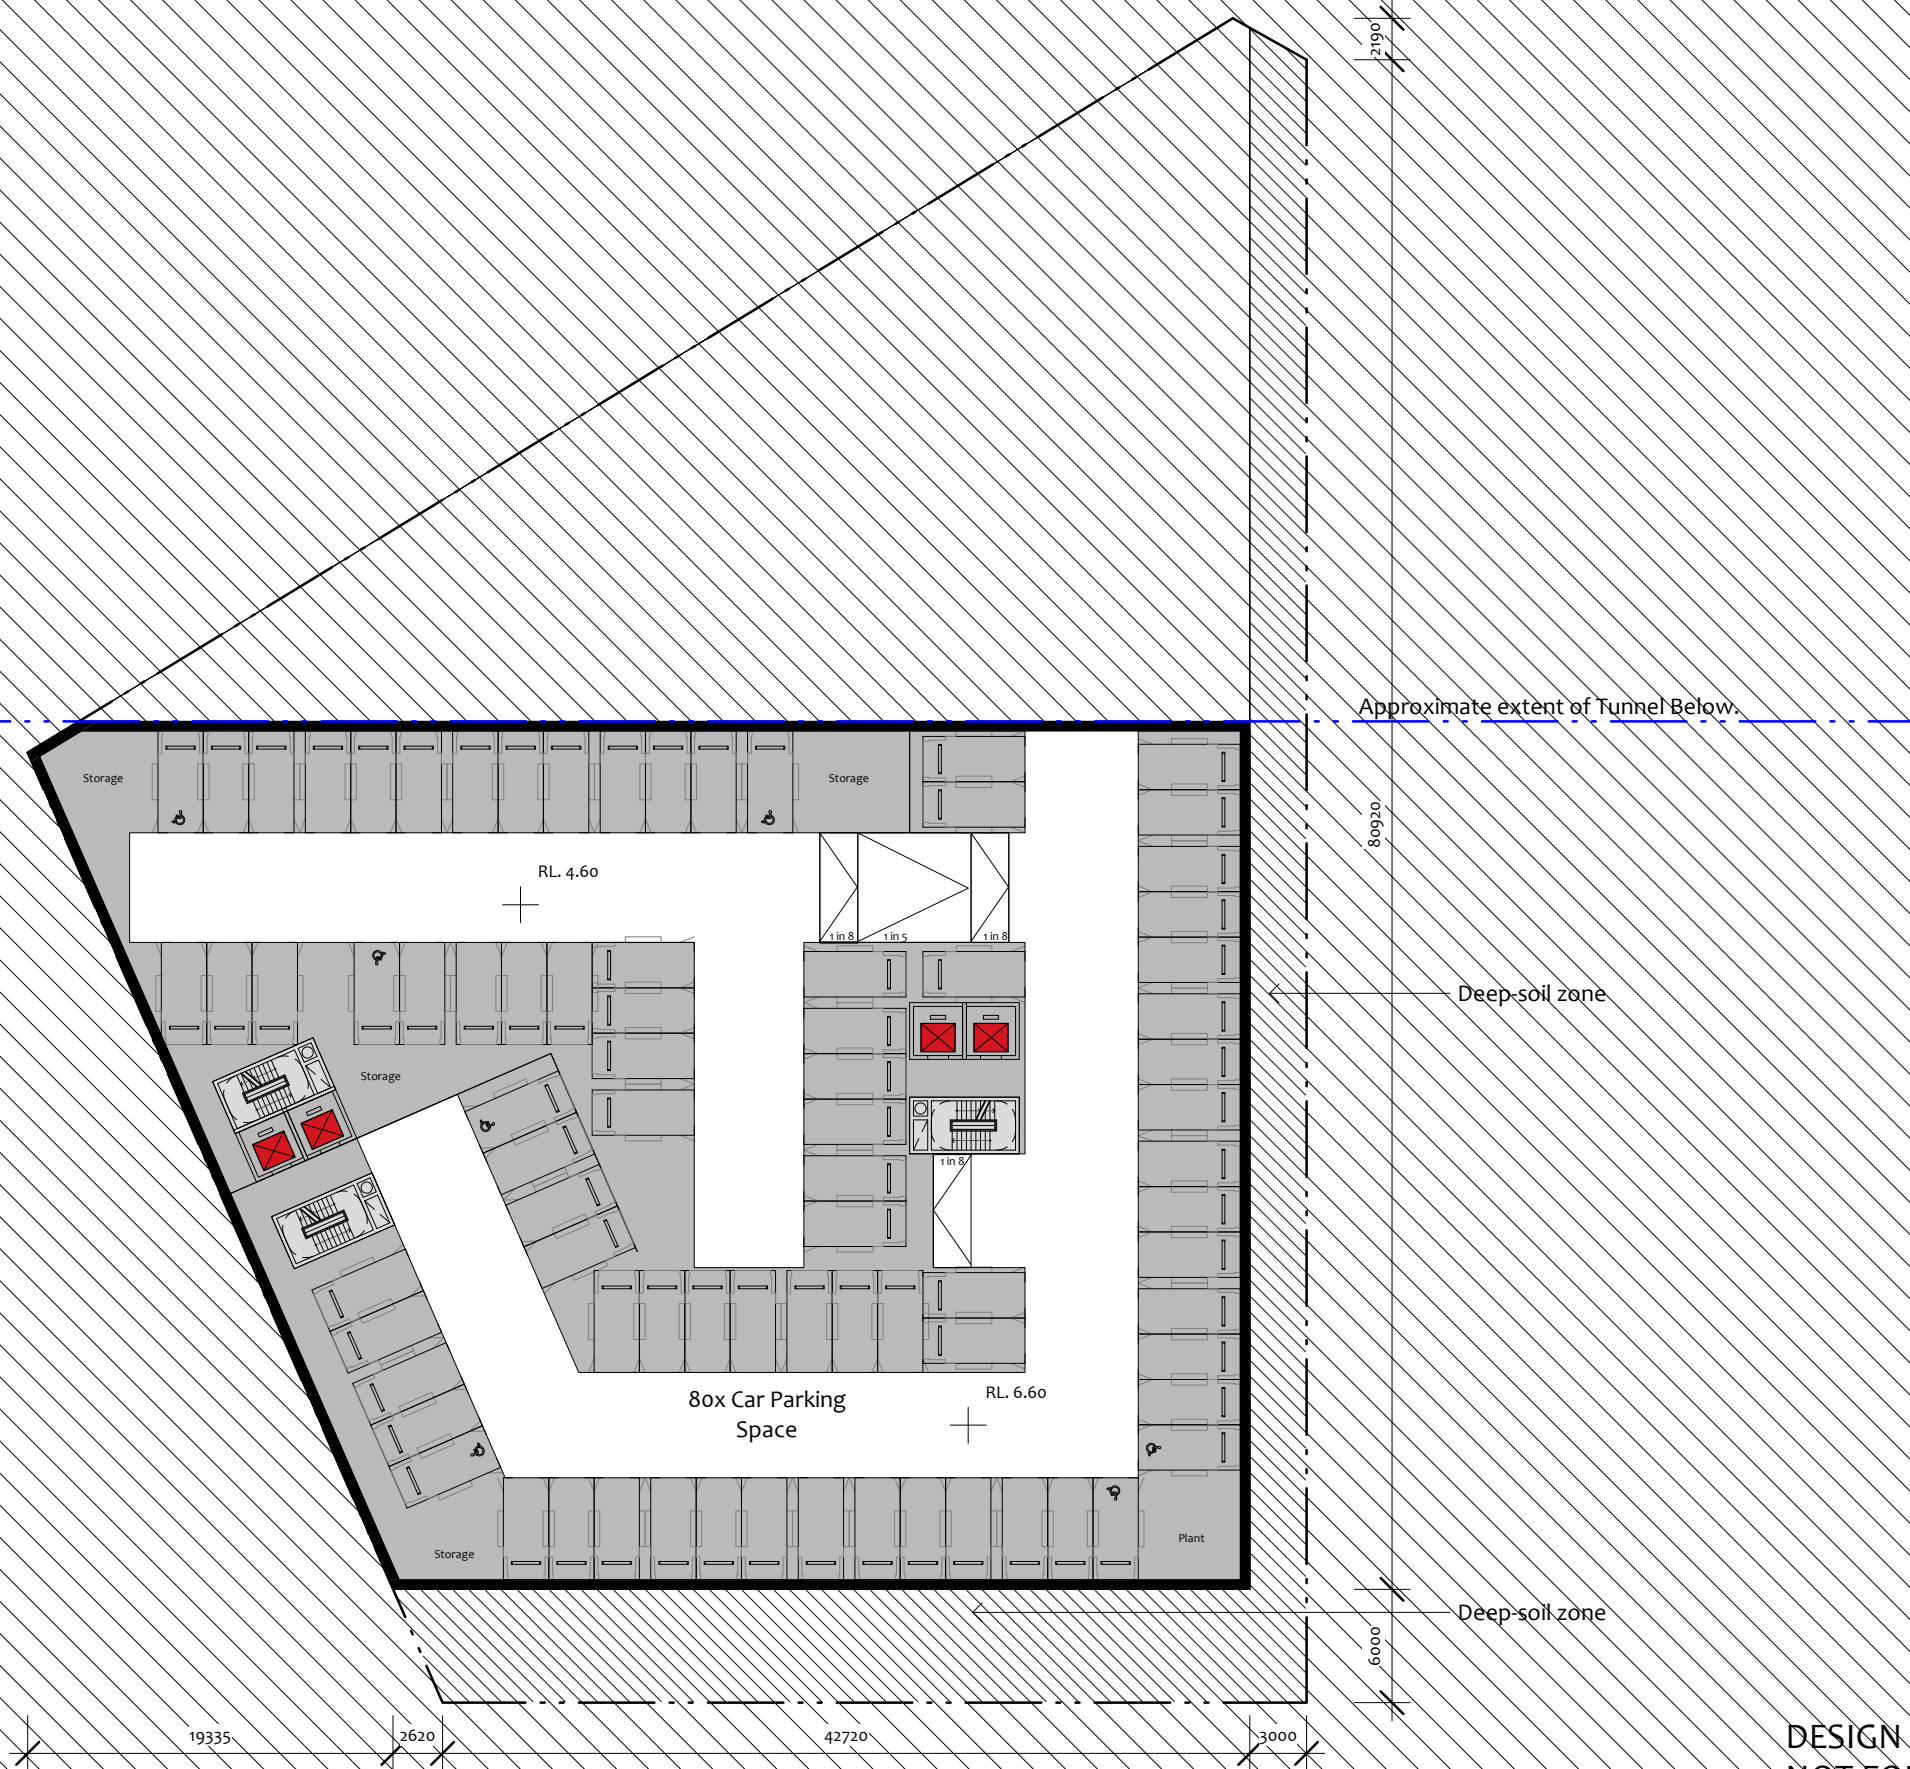 2190
Approximate extent of Tunnel Below.
Storage
Storage
80920
RL. 4.60
1 in 8
1 in 5
1 in 8
Deep-soil zone
Storage
1 in 8
RL. 6.60
80x Car Parking
Space
Plant
Storage
Deep-soil zone
6000
19335
2620
42720
3000
DESIGN